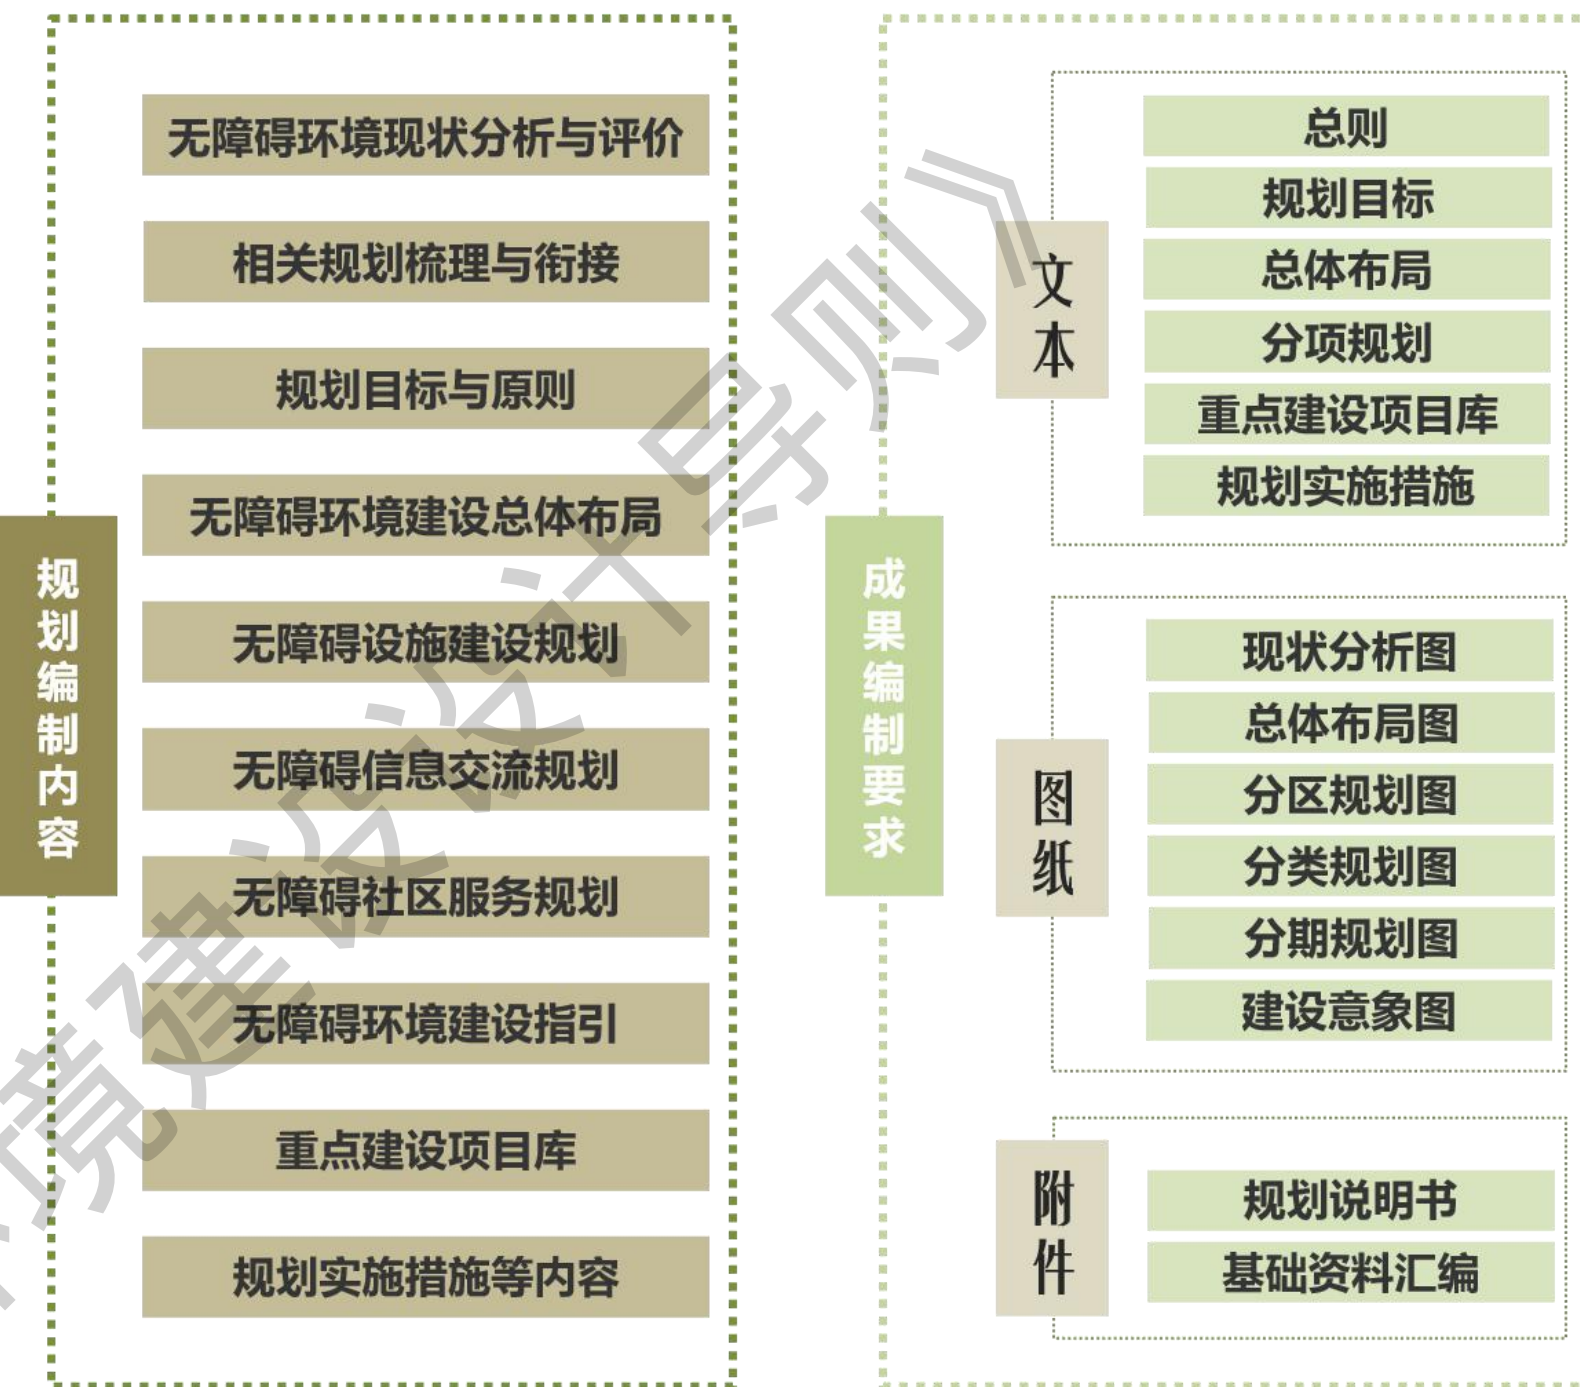 规划编制内容
无障碍环境现状分析与评价
相关规划梳理与衔接
规划目标与原则
无障碍环境建设总体布局
无障碍设施建设规划
无障碍信息交流规划
无障碍社区服务规划
无障碍环境建设指引
重点建设项目库
规划实施措施等内容
成果编制要求
文本
总则
规划目标
总体布局
分项规划
重点建设项目库
规划实施措施
图纸
现状分析图
总体布局图
分区规划图
分类规划图
分期规划图
建设意象图
附件
规划说明书
基础资料汇编
境建设设计导则》